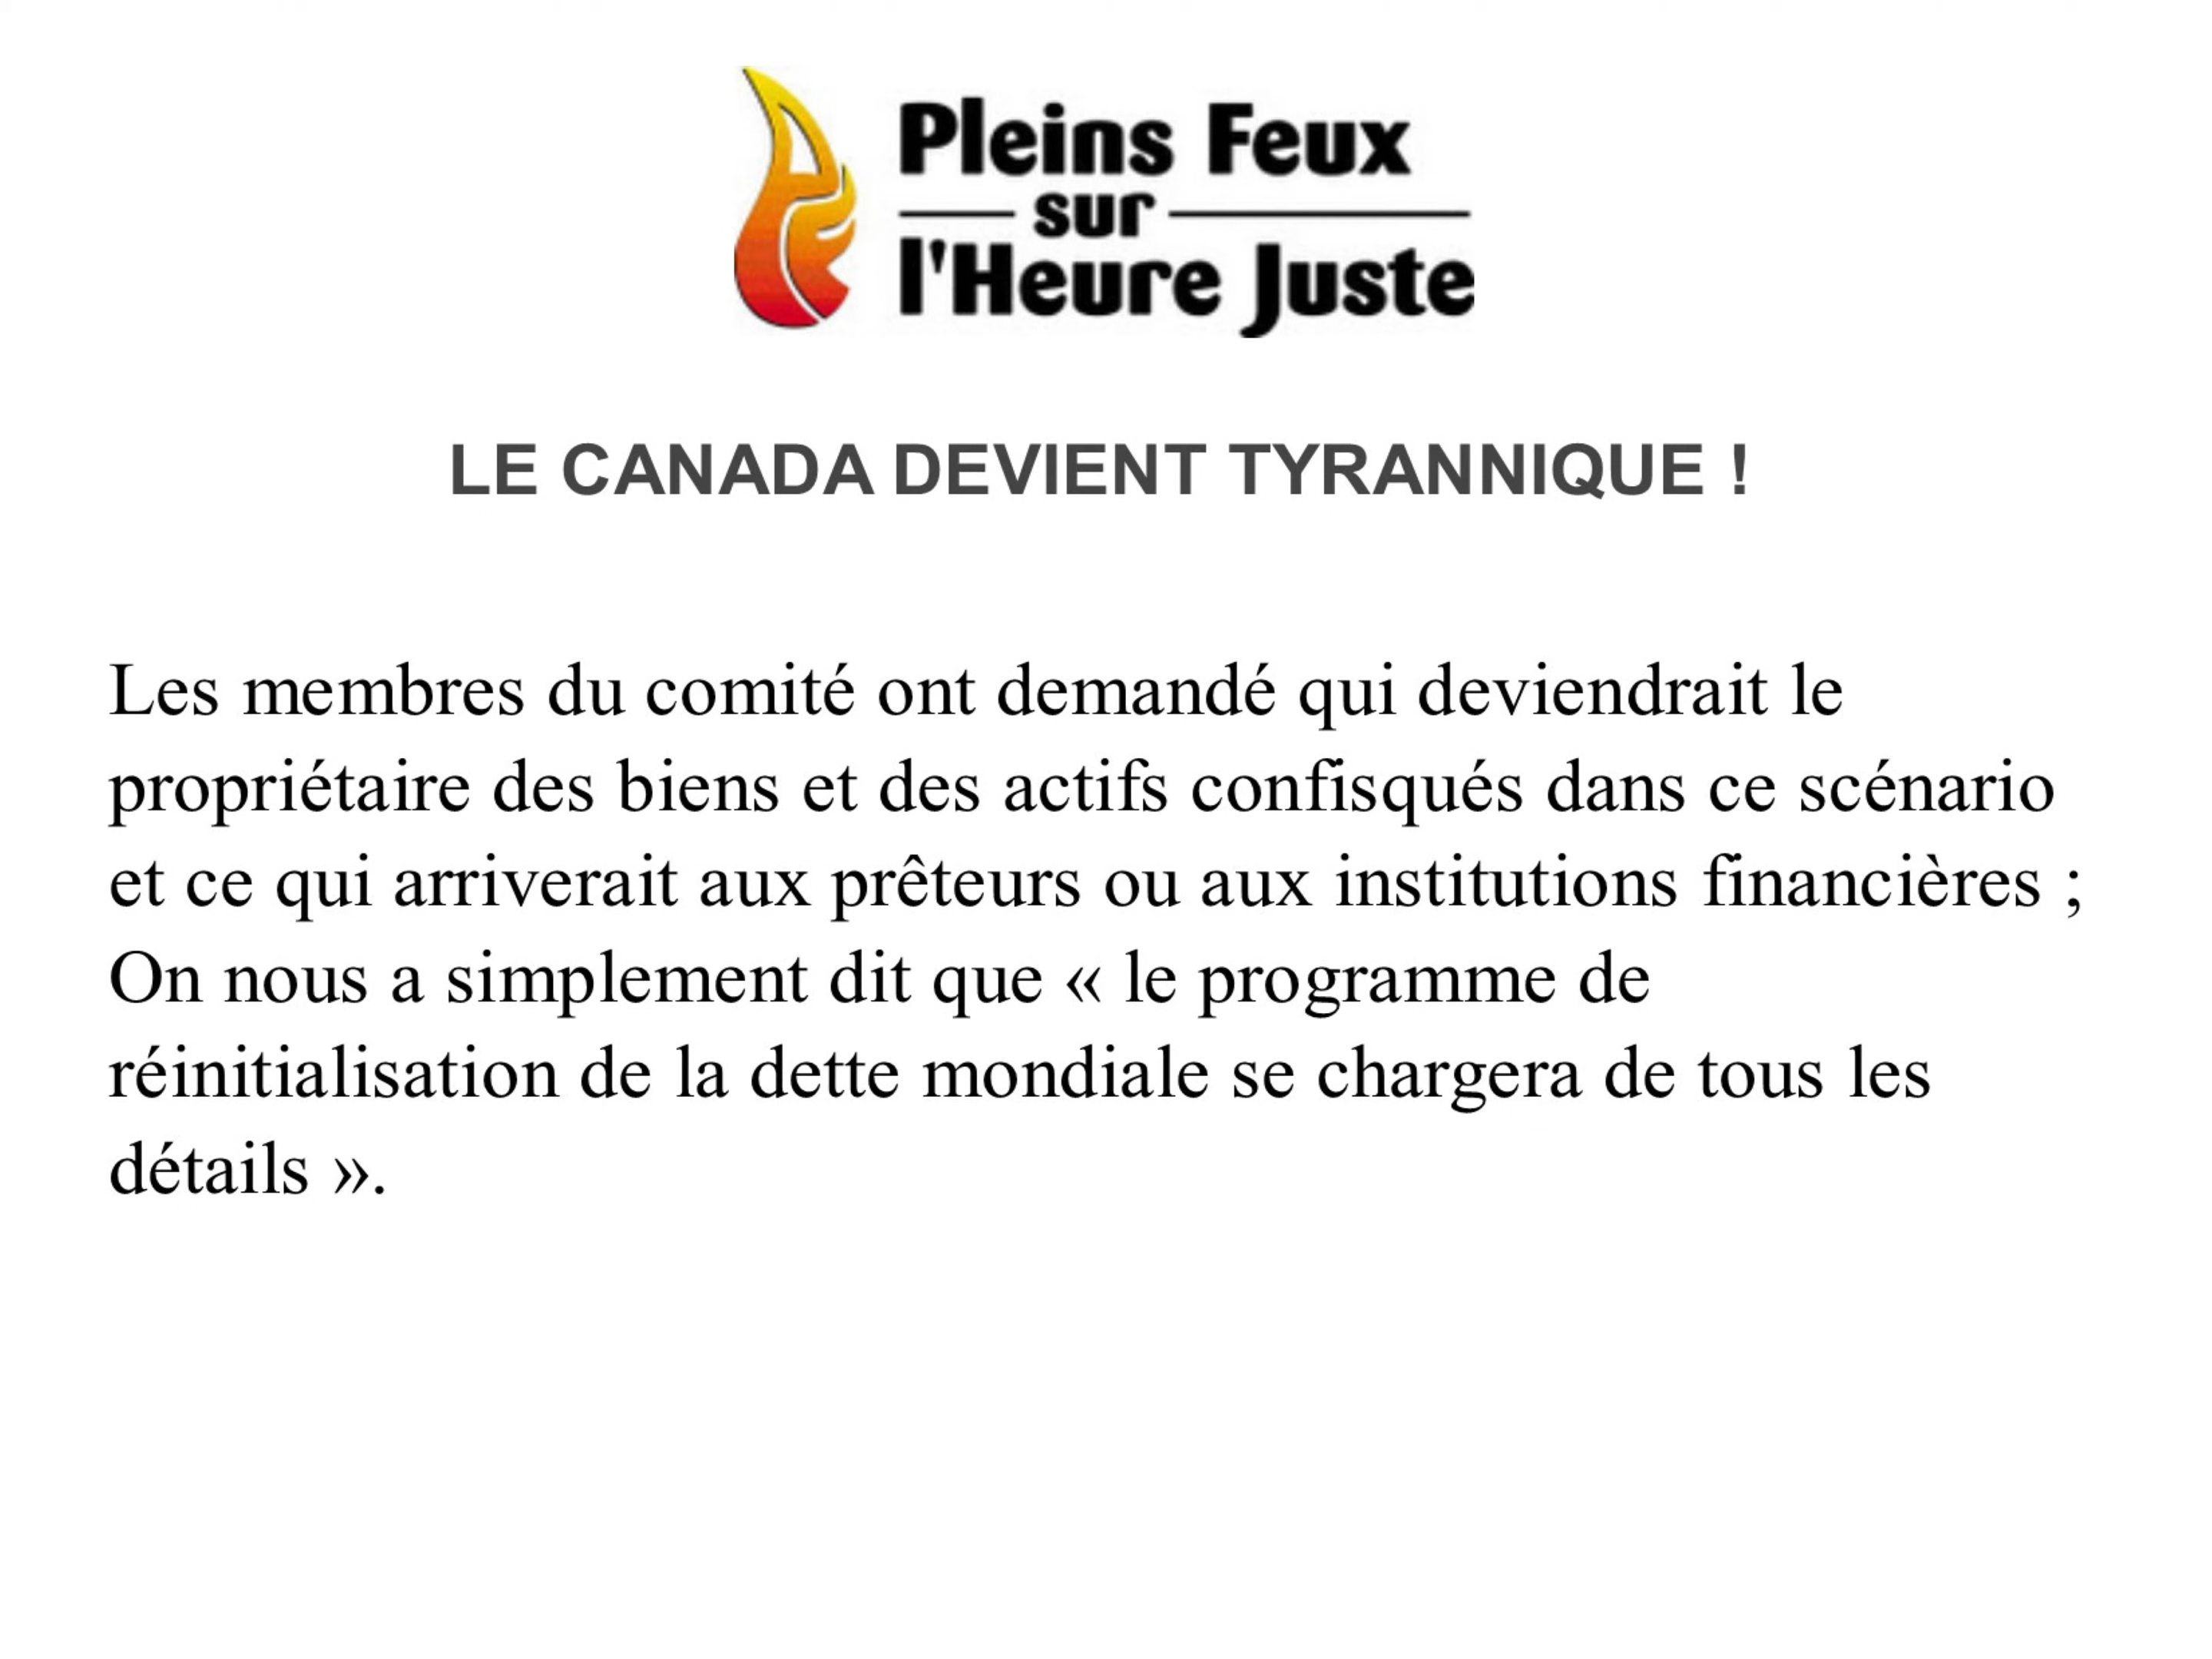 Pleins Feux
sur
l'Heure Juste
LE CANADA DEVIENT TYRANNIQUE !
Les membres du comité ont demandé qui deviendrait le
propriétaire des biens et des actifs confisqués dans ce scénario
et ce qui arriverait aux prêteurs ou aux institutions financières ;
On nous a simplement dit que « le programme de
réinitialisation de la dette mondiale se chargera de tous les
détails ».